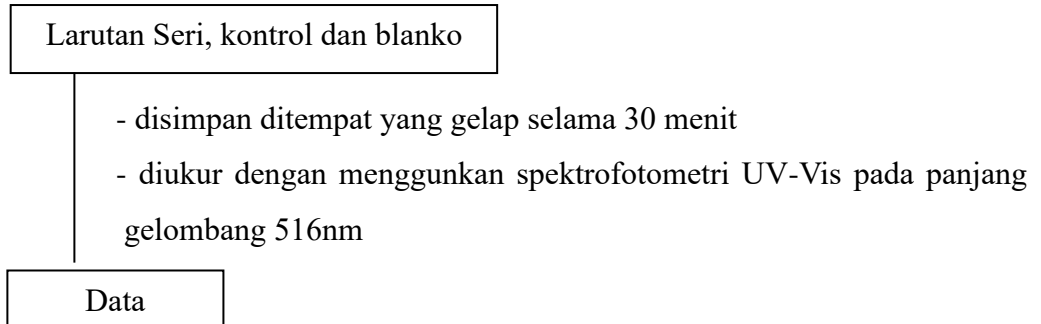 Larutan Seri, kontrol dan blanko
- disimpan ditempat yang gelap selama 30 menit
- diukur dengan menggunkan spektrofotometri UV-Vis pada panjang
gelombang 516nm
Data